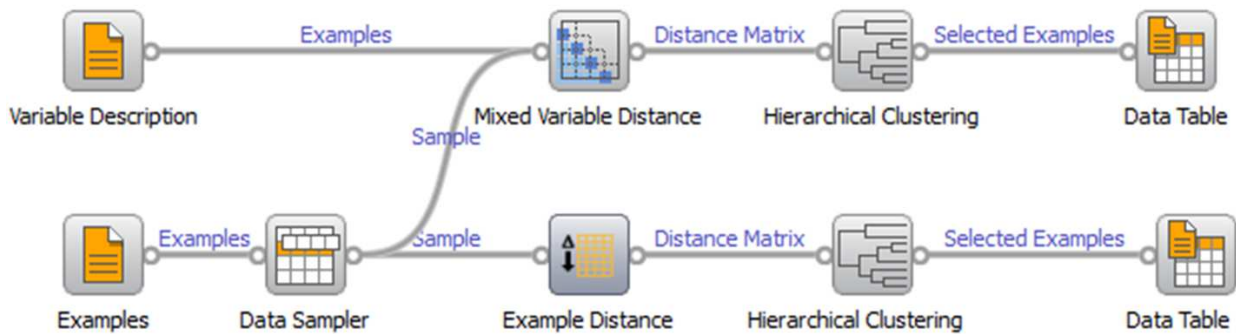 Examples
Distance Matrix
Selected Examples
Variable Description
Mixed Variable Distance
Hierarchical Clustering
Data Table
Sample
Examples
Sample
Distance Matrix
Selected Examples
Δ
Examples
Data Sampler
Example Distance
Hierarchical Clustering
Data Table